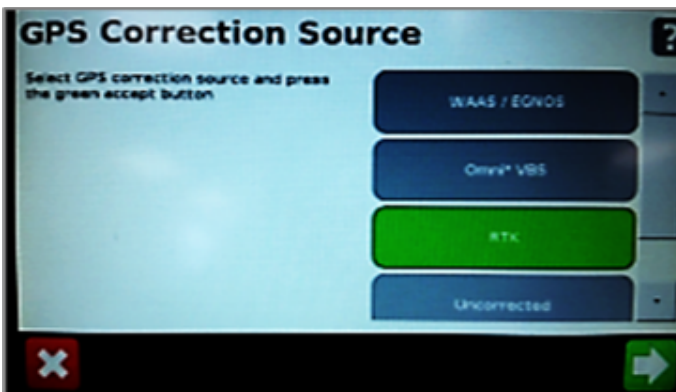 GPS Correction Source
?
Select GPS correction source and press
the green accept button
WAAS / EGNOS
Omni* VBS
RTK
Uncorrected